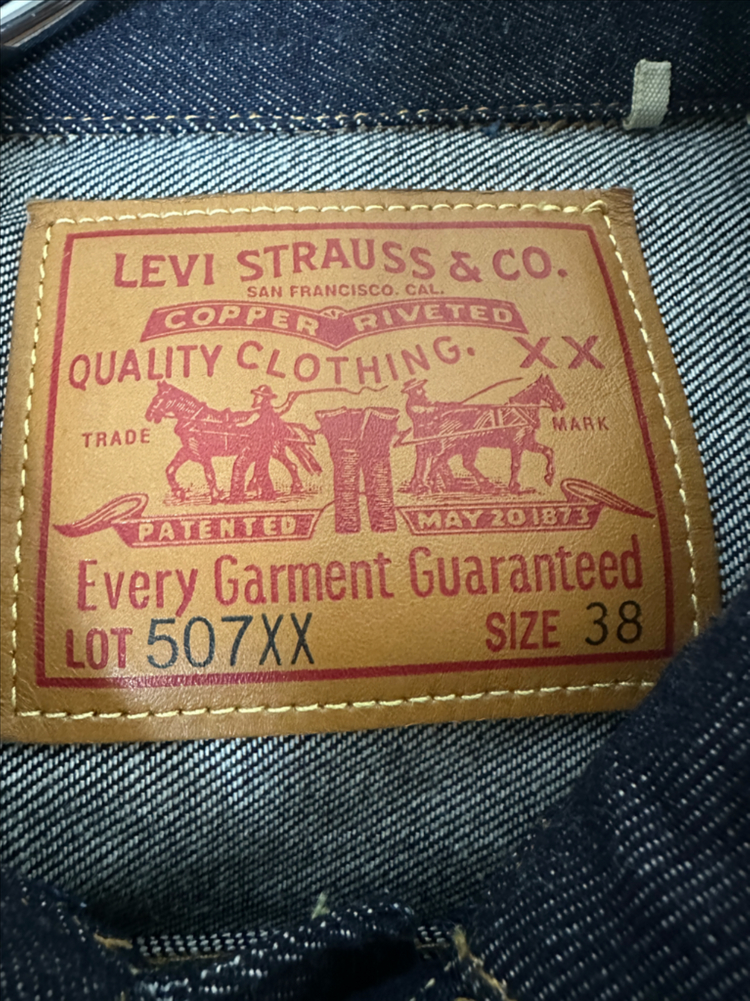 LEVI STRAUSS & CO.
SAN FRANCISCO. CAL.
COPPER RIVETED
QUALITY CLOTHING. XX
TRADE MARK
PATENTED MAY 20 1873
Every Garment Guaranteed
LOT 507XX SIZE 38